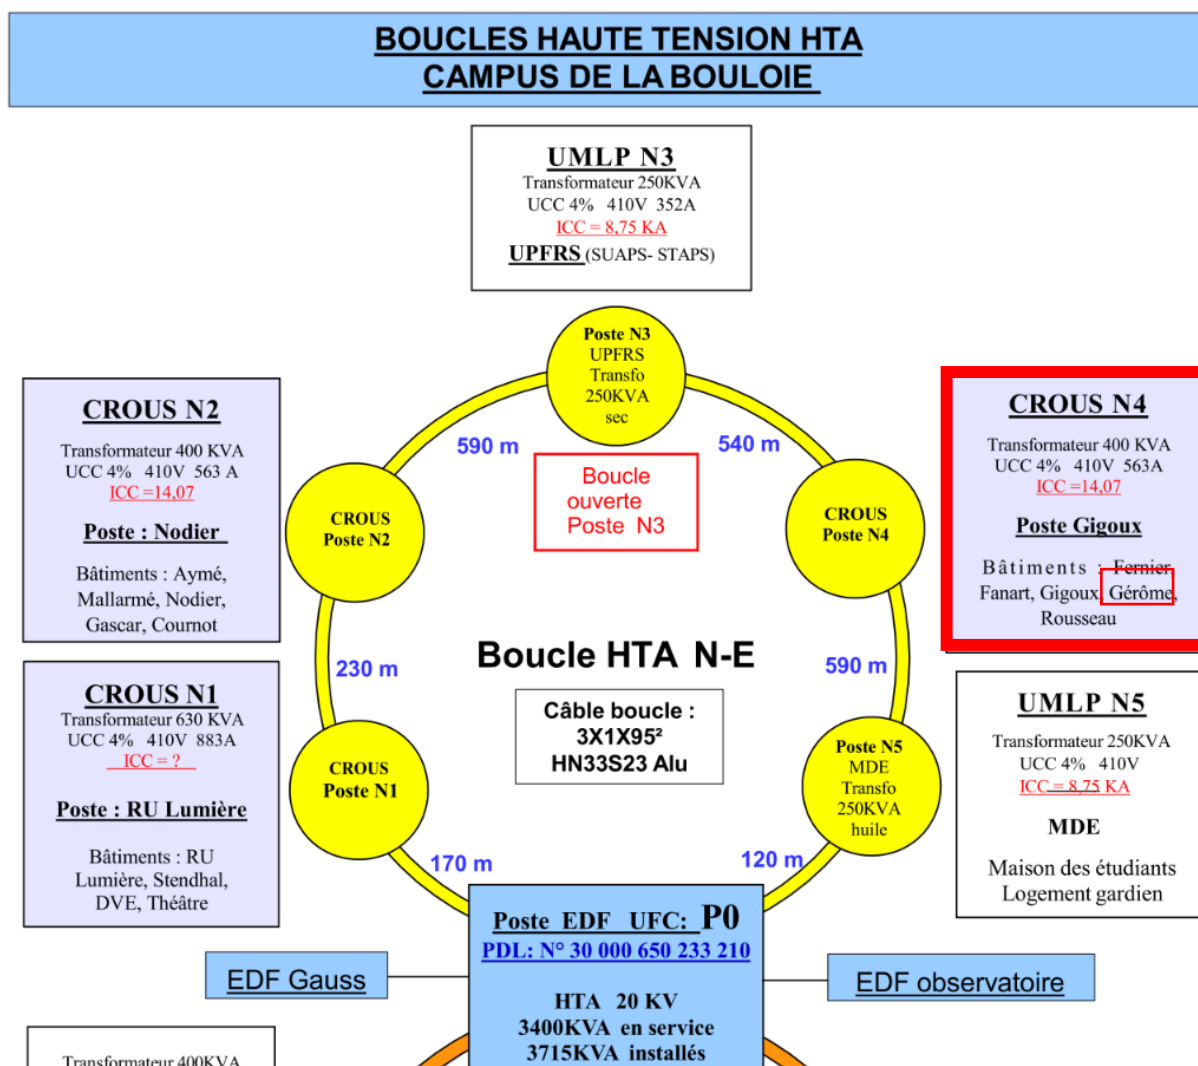 BOUCLES HAUTE TENSION HTA
CAMPUS DE LA BOULOIE
UMLP N3
Transformateur 250KVA
UCC 4% 410V 352A
ICC = 8,75 KA
UPFRS (SUAPS- STAPS)
Poste N3
UPFRS
Transfo
250KVA
sec
590 m
540 m
Boucle
ouverte
Poste N3
CROUS N2
Transformateur 400 KVA
UCC 4% 410V 563 A
ICC =14,07
Poste : Nodier
Bâtiments : Aymé,
Mallarmé, Nodier,
Gascar, Cournot
CROUS
Poste N2
CROUS
Poste N4
CROUS N4
Transformateur 400 KVA
UCC 4% 410V 563A
ICC =14,07
Poste Gigoux
Bâtiments : Fernier,
Fanart, Gigoux, Gérôme,
Rousseau
Boucle HTA N-E
230 m
590 m
Câble boucle :
3X1X95²
HN33S23 Alu
CROUS N1
Transformateur 630 KVA
UCC 4% 410V 883A
ICC = ?
Poste : RU Lumière
Bâtiments : RU
Lumière, Stendhal,
DVE, Théâtre
CROUS
Poste N1
Poste N5
MDE
Transfo
250KVA
huile
UMLP N5
Transformateur 250KVA
UCC 4% 410V
ICC = 8,75 KA
MDE
Maison des étudiants
Logement gardien
170 m
120 m
Poste EDF UFC: P0
PDL: N° 30 000 650 233 210
HTA 20 KV
3400KVA en service
3715KVA installés
EDF Gauss
EDF observatoire
Transformateur 400KVA